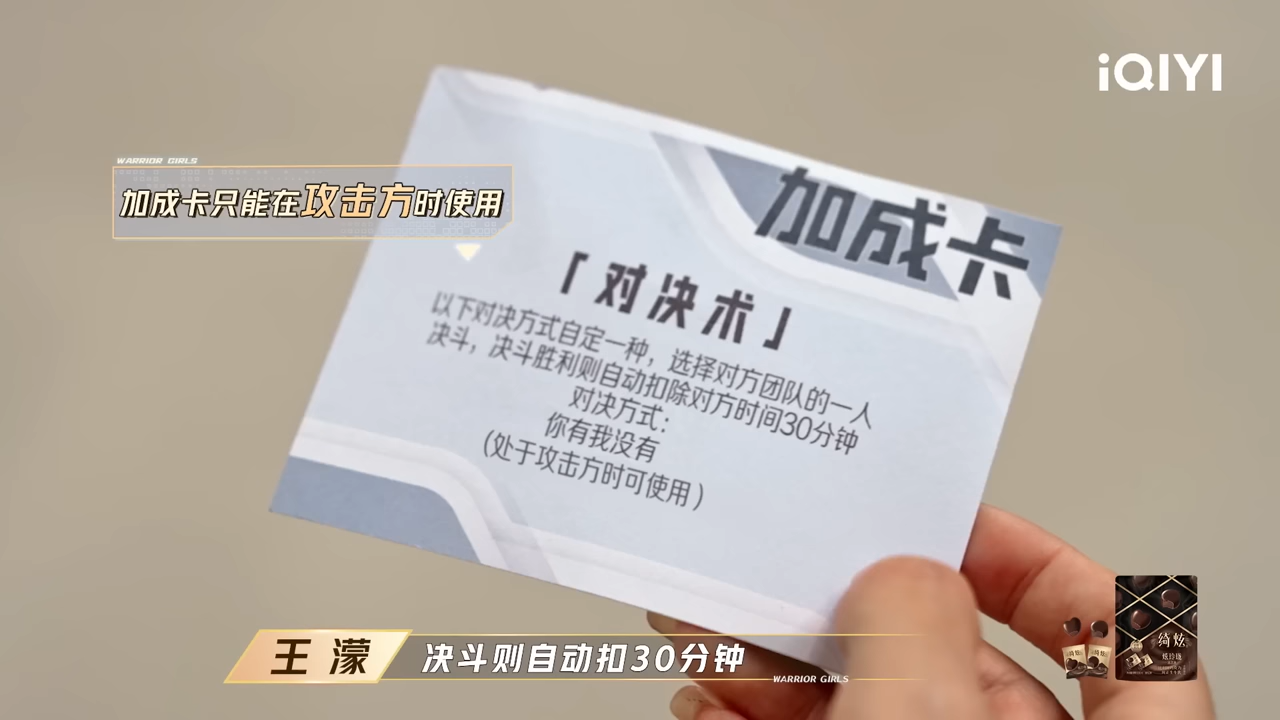 iQIYI
WARRIOR GIRLS
加成卡只能在攻击方时使用
加成卡
「对决术」
以下对决方式自定一种，选择对方团队的一人
决斗，决斗胜利则自动扣除对方时间30分钟
对决方式：
你有我没有
(处于攻击方时可使用)
王濛
决斗则自动扣30分钟
WARRIOR GIRLS
绮炫